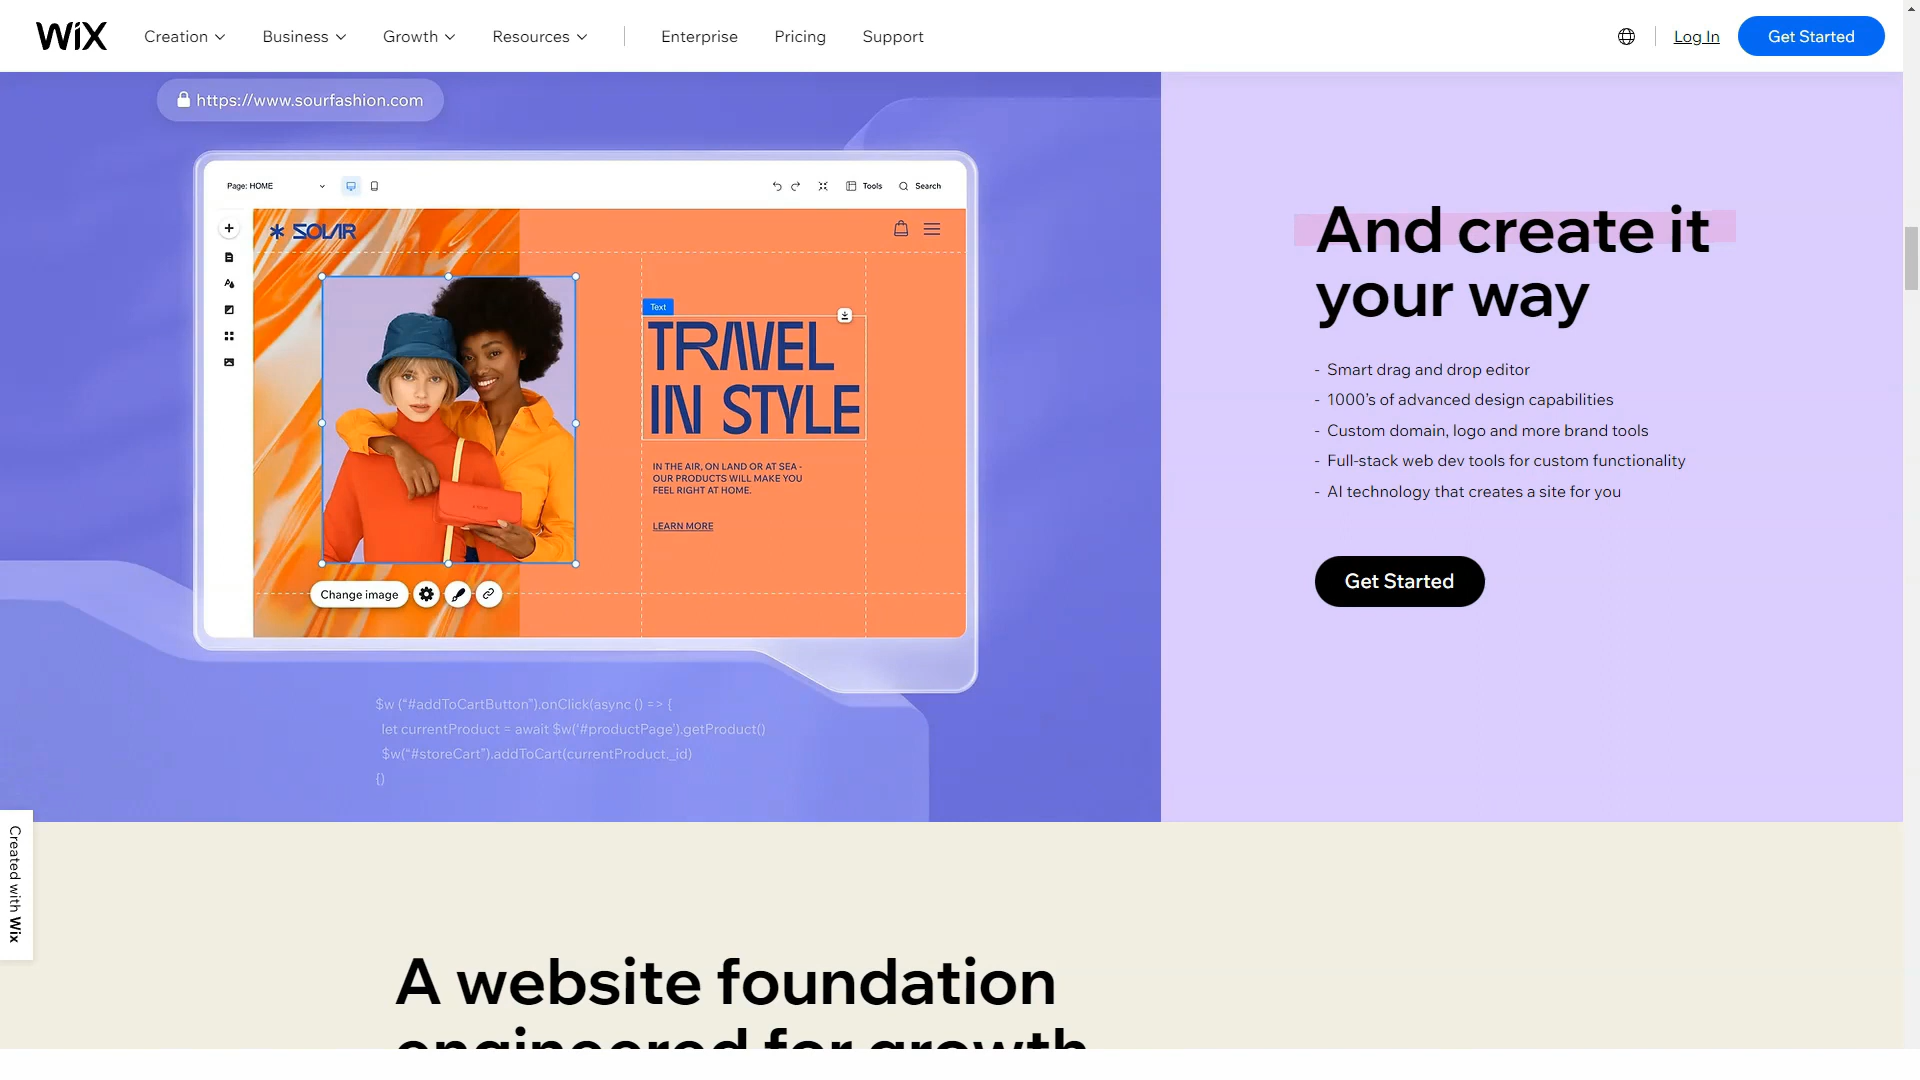 WiX
Creation
Business
Growth
Resources
Enterprise
Pricing
Support
Log In
Get Started
https://www.sourfashion.com
Page: HOME
Tools
Search
SOLAR
Text
TRAVEL
IN STYLE
IN THE AIR, ON LAND OR AT SEA -
OUR PRODUCTS WILL MAKE YOU
FEEL RIGHT AT HOME.
LEARN MORE
Change image
$w ("#addToCartButton").onClick(async () => {
let currentProduct = await $w('#productPage').getProduct()
$w("#storeCart").addToCart(currentProduct._id)
{}
And create it
your way
- Smart drag and drop editor
- 1000's of advanced design capabilities
- Custom domain, logo and more brand tools
- Full-stack web dev tools for custom functionality
- AI technology that creates a site for you
Get Started
Created with Wix
A website foundation
engineered for growth